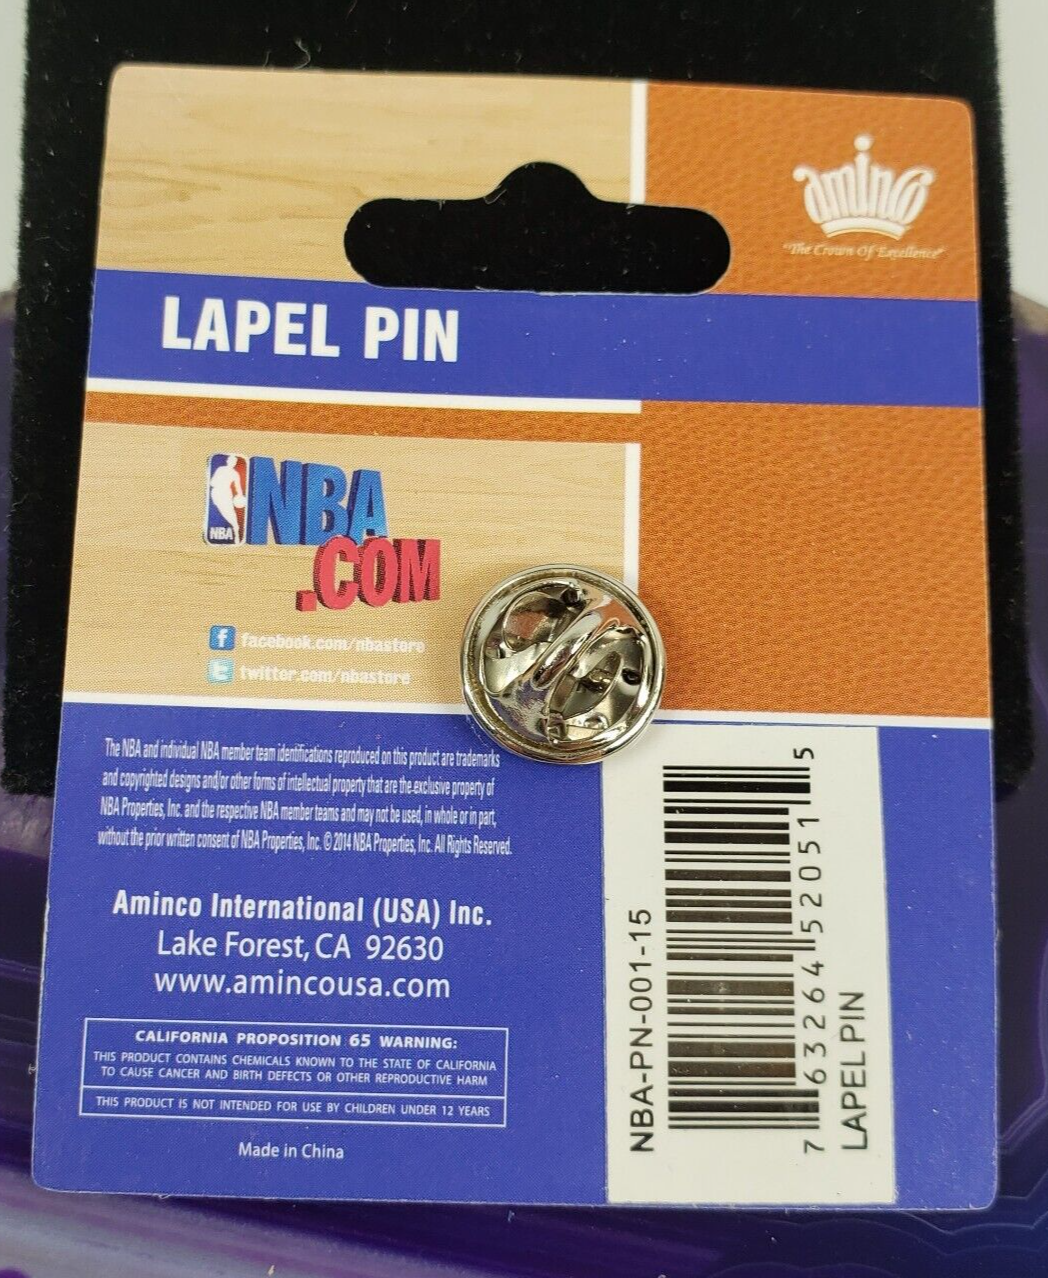 aminco
"The Crown Of Excellence"
LAPEL PIN
NBA
NBA
.COM
facebook.com/nbastore
twitter.com/nbastore
The NBA and individual NBA member team identifications reproduced on this product are trademarks
and copyrighted designs and/or other forms of intellectual property that are the exclusive property of
NBA Properties, Inc. and the respective NBA member teams and may not be used, in whole or in part,
without the prior written consent of NBA Properties, Inc. © 2014 NBA Properties, Inc. All Rights Reserved.
Aminco International (USA) Inc.
Lake Forest, CA 92630
www.amincousa.com
CALIFORNIA PROPOSITION 65 WARNING:
THIS PRODUCT CONTAINS CHEMICALS KNOWN TO THE STATE OF CALIFORNIA
TO CAUSE CANCER AND BIRTH DEFECTS OR OTHER REPRODUCTIVE HARM
THIS PRODUCT IS NOT INTENDED FOR USE BY CHILDREN UNDER 12 YEARS
Made in China
NBA-PN-001-15
7 63264 52051 5
LAPEL PIN